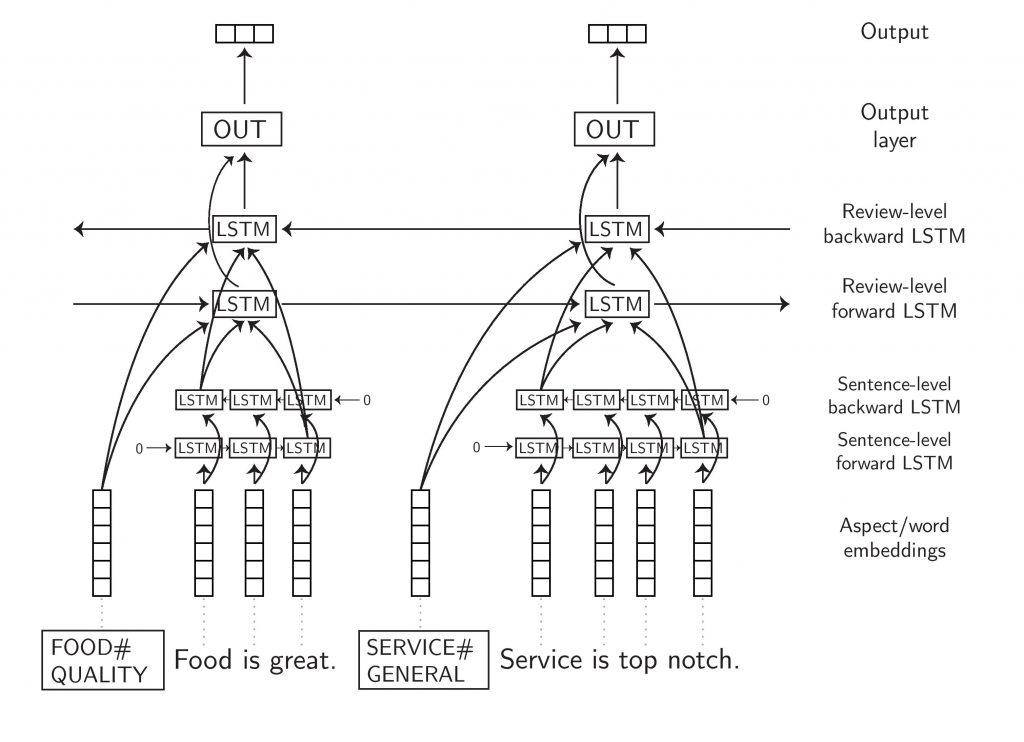 Output
OUT OUT Output
layer
LSTM LSTM Review-level
backward LSTM
LSTM LSTM Review-level
forward LSTM
LSTM LSTM LSTM 0 LSTM LSTM LSTM LSTM 0 Sentence-level
backward LSTM
0 LSTM LSTM LSTM 0 LSTM LSTM LSTM LSTM Sentence-level
forward LSTM
Aspect/word
embeddings
FOOD#
QUALITY
Food is great.
SERVICE#
GENERAL
Service is top notch.